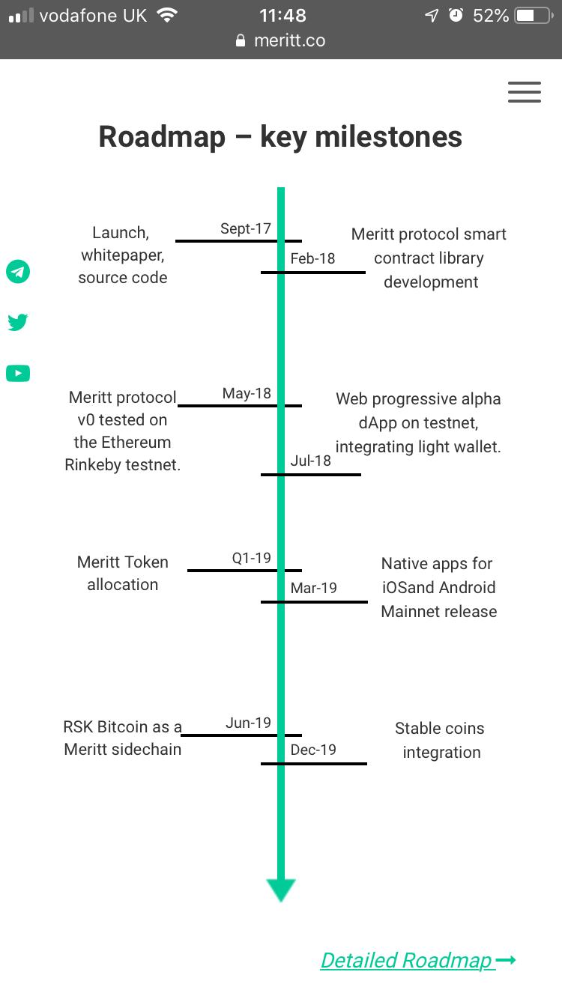 vodafone UK
11:48
52%
meritt.co
Roadmap – key milestones
Sept-17
Launch,
whitepaper,
source code
Feb-18
Meritt protocol smart
contract library
development
May-18
Meritt protocol
v0 tested on
the Ethereum
Rinkeby testnet.
Web progressive alpha
dApp on testnet,
integrating light wallet.
Jul-18
Q1-19
Meritt Token
allocation
Mar-19
Native apps for
iOSand Android
Mainnet release
Jun-19
RSK Bitcoin as a
Meritt sidechain
Dec-19
Stable coins
integration
Detailed Roadmap